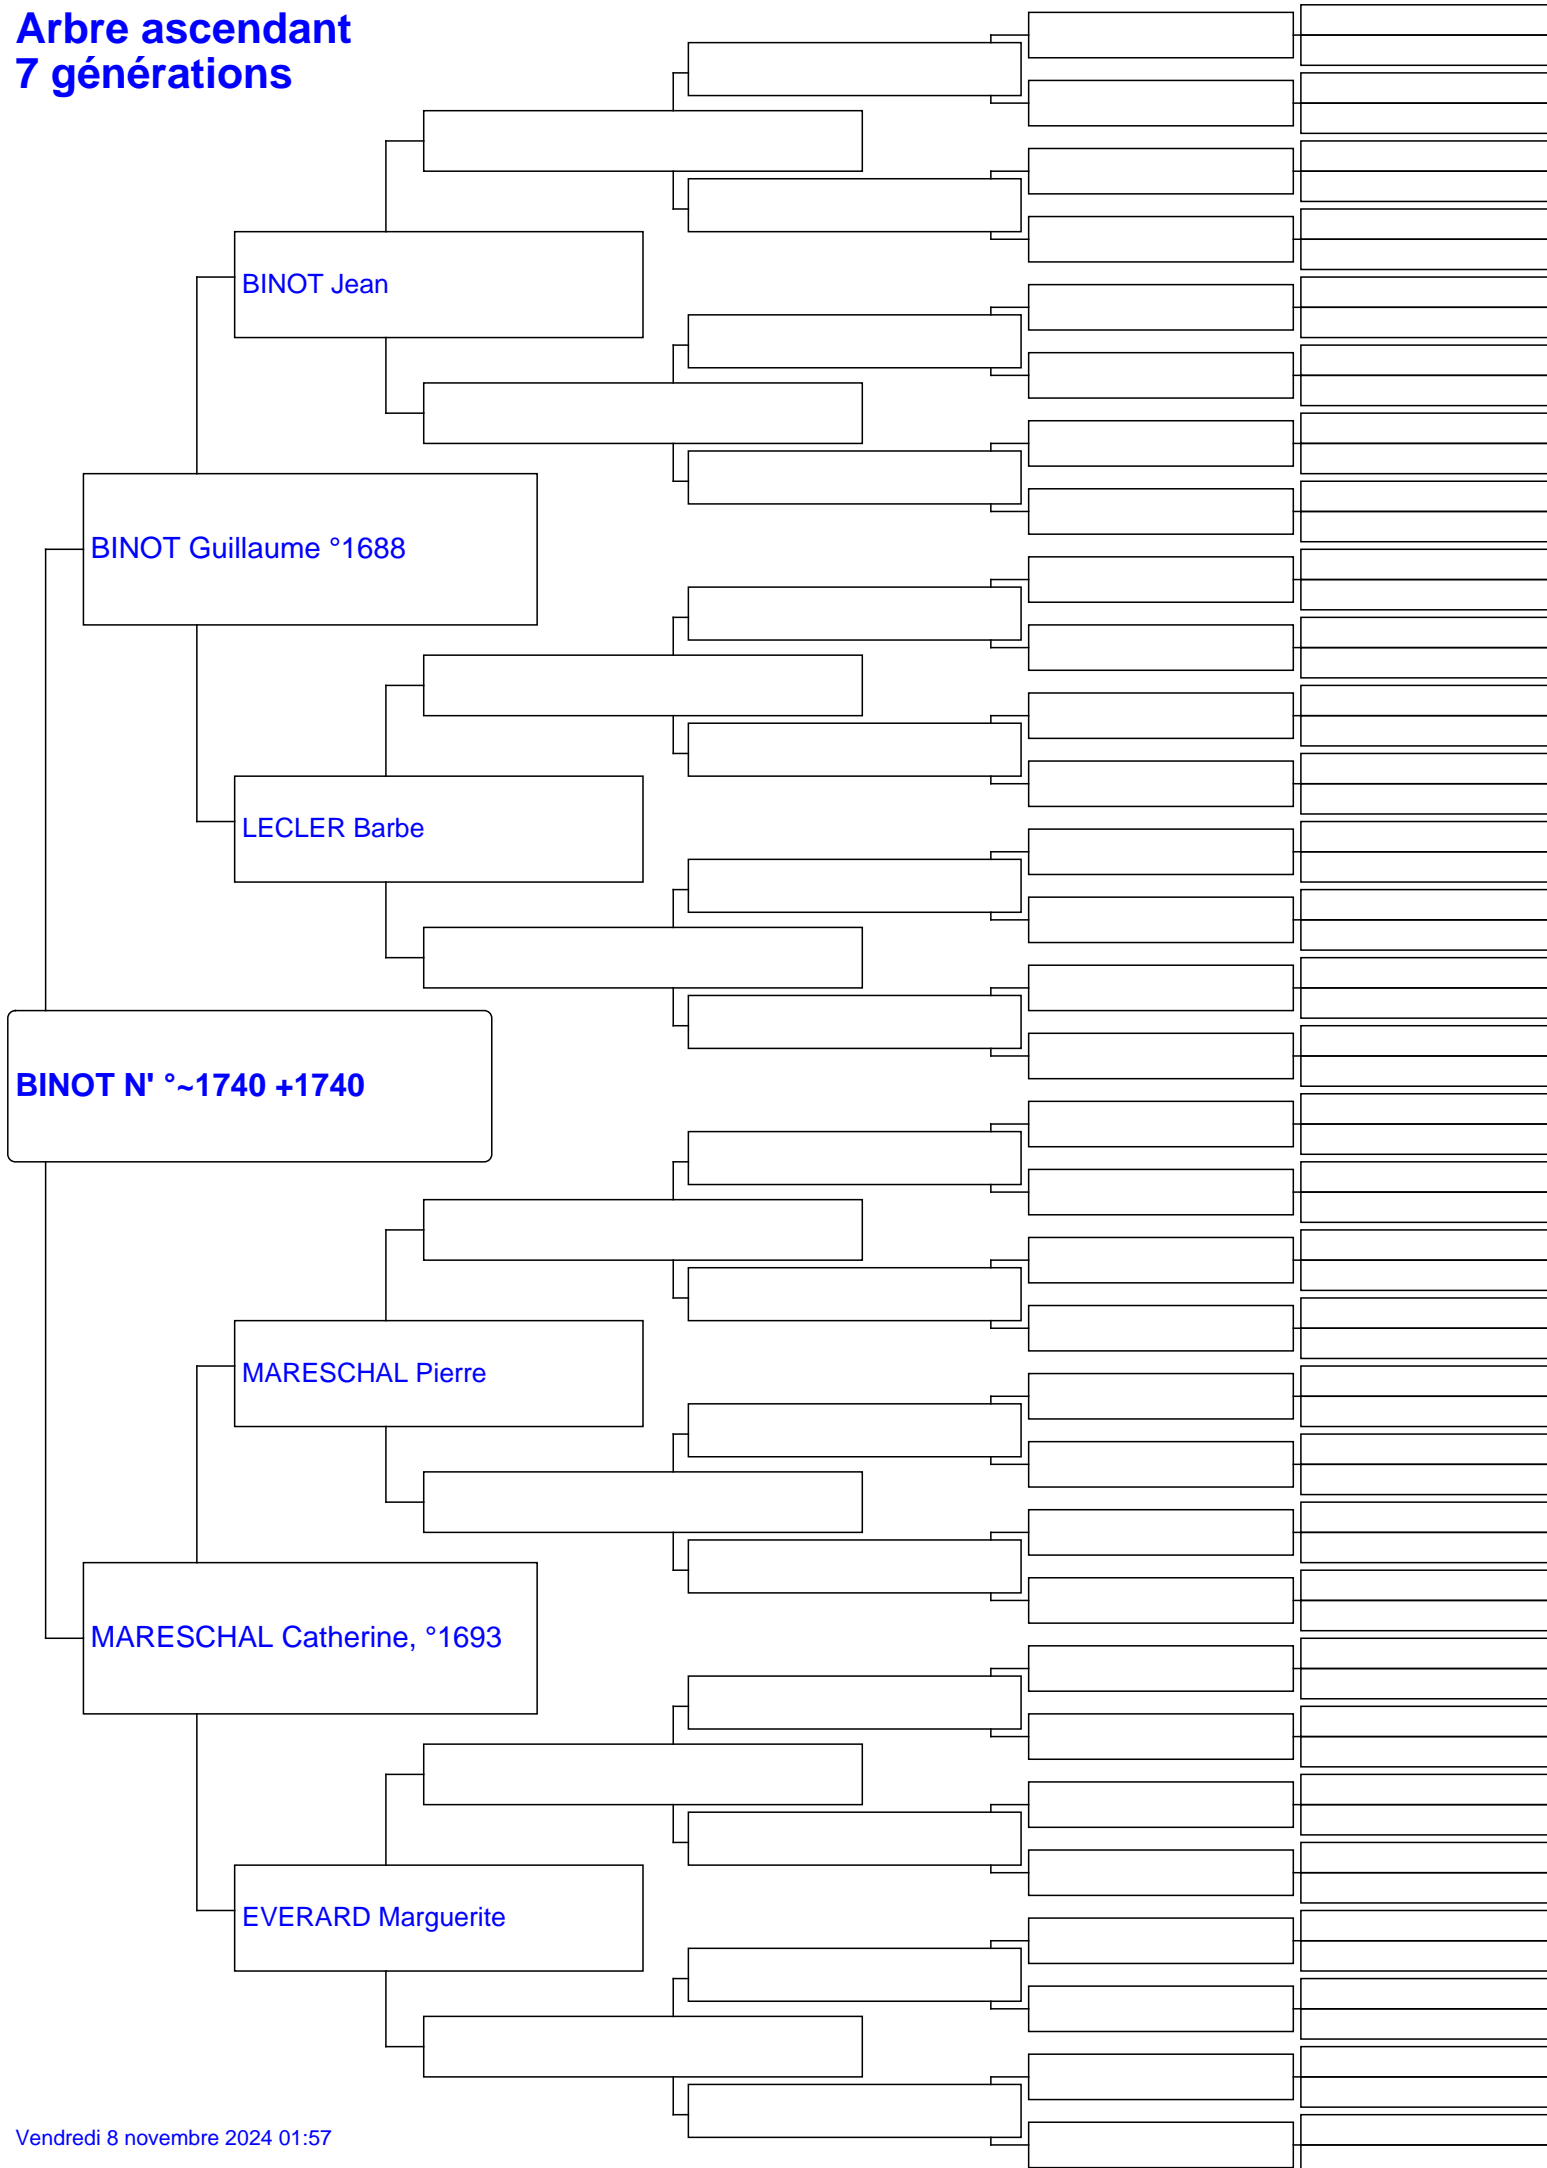 Arbre ascendant
7 générations
BINOT Jean
BINOT Guillaume °1688
LECLER Barbe
BINOT N' °~1740 +1740
MARESCHAL Pierre
MARESCHAL Catherine, °1693
EVERARD Marguerite
Vendredi 8 novembre 2024 01:57